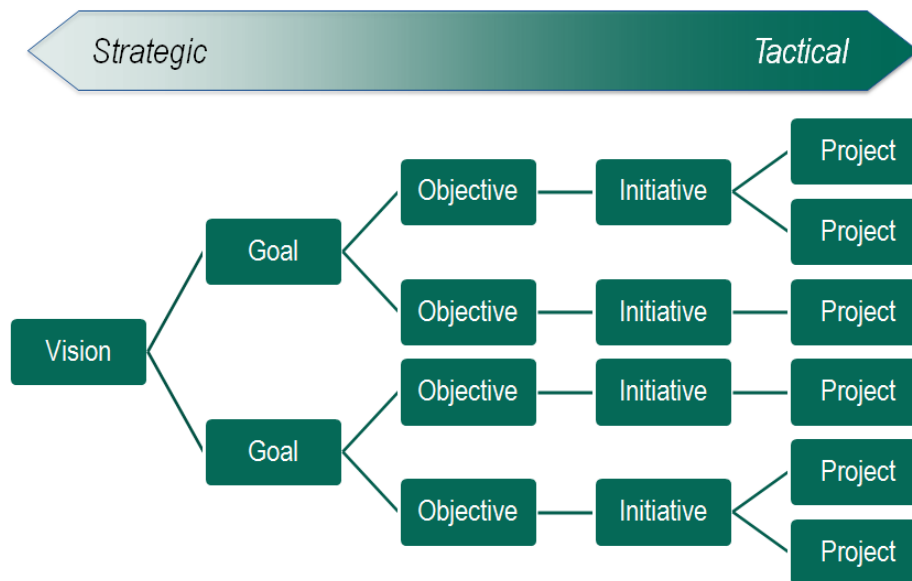 Strategic
Tactical
Project
Objective
Initiative
Project
Goal
Objective
Initiative
Project
Vision
Objective
Initiative
Project
Goal
Project
Objective
Initiative
Project